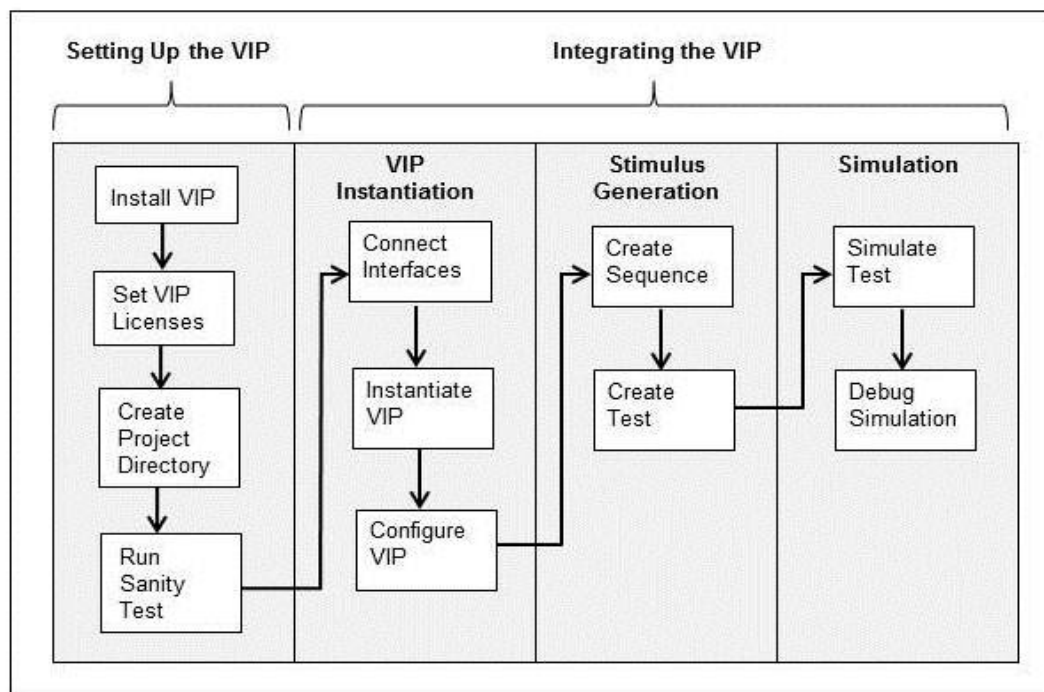 Setting Up the VIP
Integrating the VIP
Install VIP
Set VIP
Licenses
Create
Project
Directory
Run
Sanity
Test
VIP
Instantiation
Connect
Interfaces
Instantiate
VIP
Configure
VIP
Stimulus
Generation
Create
Sequence
Create
Test
Simulation
Simulate
Test
Debug
Simulation